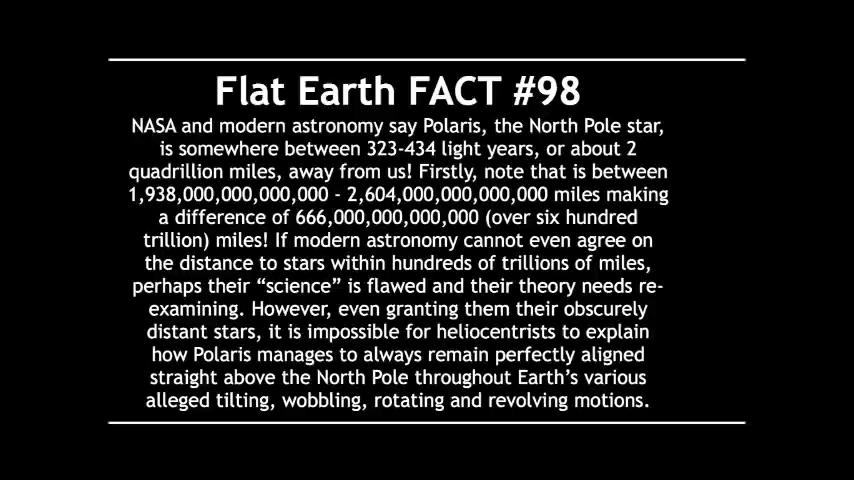 Flat Earth FACT #98
NASA and modern astronomy say Polaris, the North Pole star,
is somewhere between 323-434 light years, or about 2
quadrillion miles, away from us! Firstly, note that is between
1,938,000,000,000,000 - 2,604,000,000,000,000 miles making
a difference of 666,000,000,000,000 (over six hundred
trillion) miles! If modern astronomy cannot even agree on
the distance to stars within hundreds of trillions of miles,
perhaps their “science” is flawed and their theory needs re-
examining. However, even granting them their obscurely
distant stars, it is impossible for heliocentrists to explain
how Polaris manages to always remain perfectly aligned
straight above the North Pole throughout Earth’s various
alleged tilting, wobbling, rotating and revolving motions.